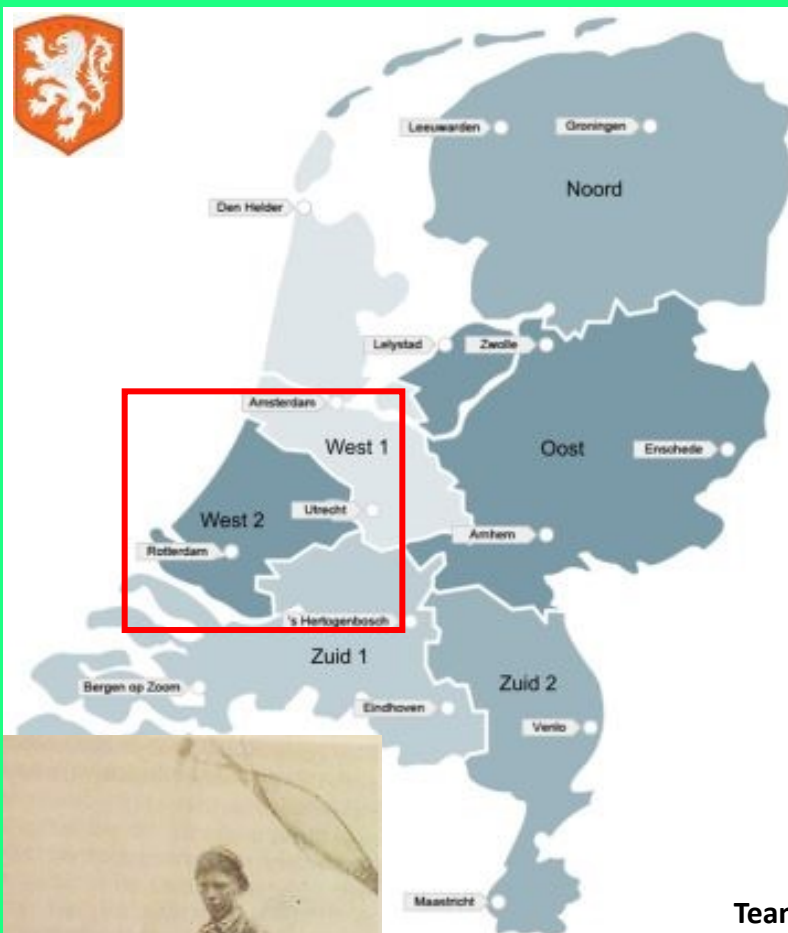 Leeuwarden
Groningen
Noord
Den Helder
Lelystad
Zwolle
Amsterdam
West 1
Oost
Enschede
Utrecht
West 2
Rotterdam
Arnhem
's Hertogenbosch
Zuid 1
Zuid 2
Bergen op Zoom
Eindhoven
Venlo
Maastricht